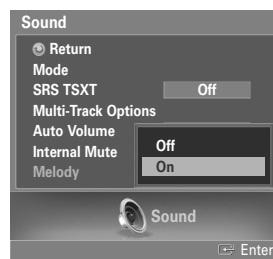 Sound
Return
Mode
SRS TSXT Off
Multi-Track Options
Auto Volume
Internal Mute
Melody
Off
On
Sound
Enter